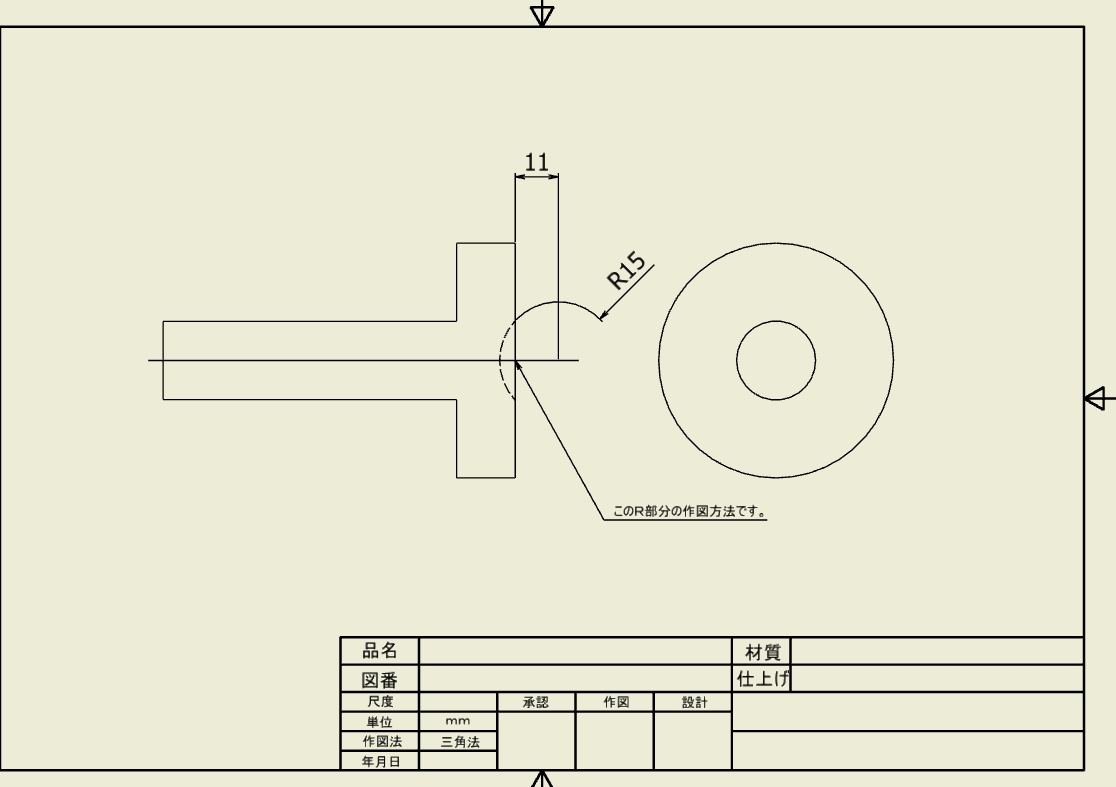 11
R15
このR部分の作図方法です。
品名
材質
図番
仕上げ
尺度
承認
作図
設計
単位
mm
作図法
三角法
年月日